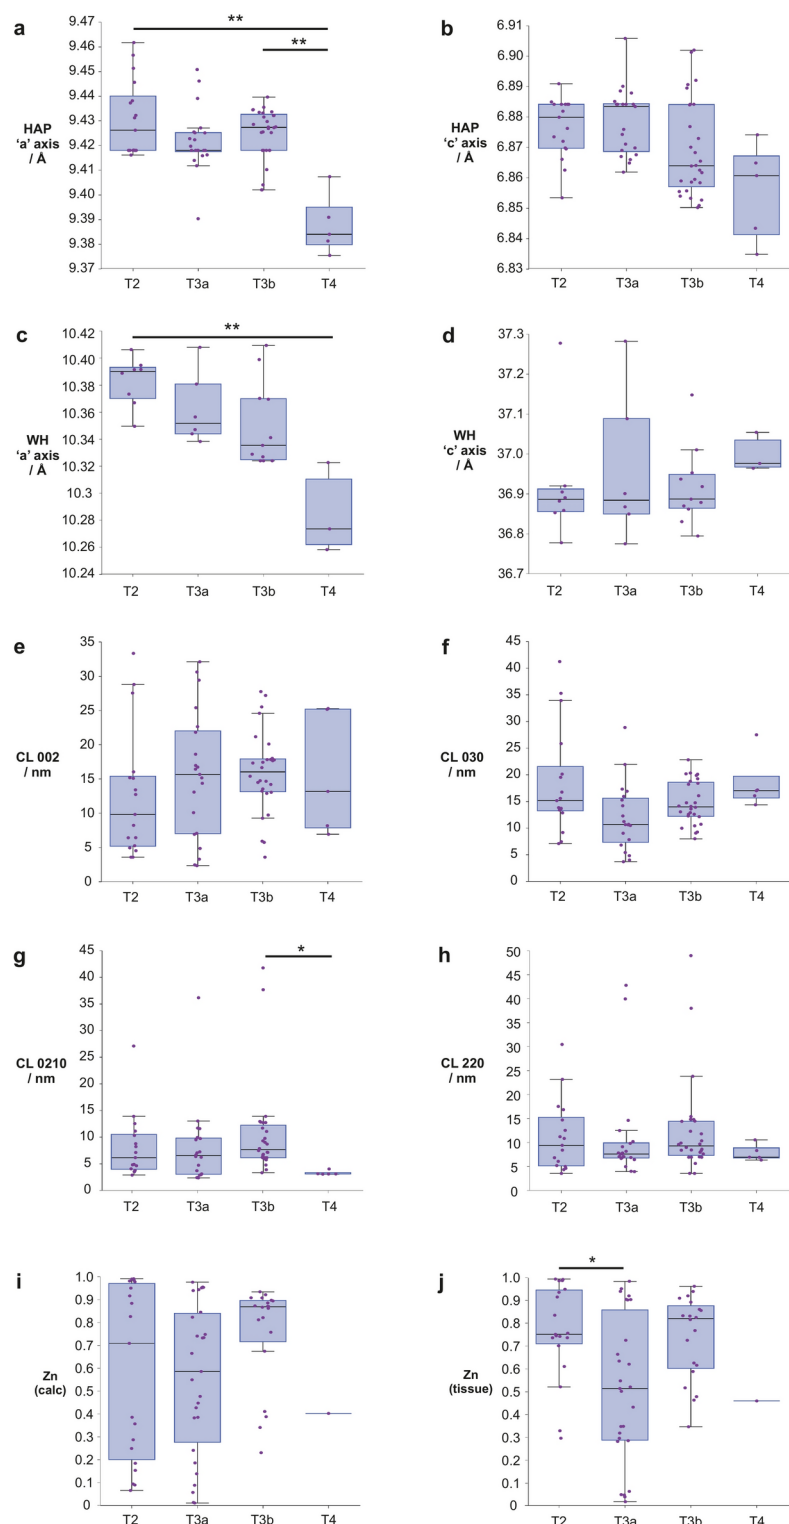 a
**
**
HAP
'a' axis
/ Å
9.47
9.46
9.44
9.43
9.42
9.40
9.39
9.38
9.37
T2 T3a T3b T4
b
HAP
'c' axis
/ Å
6.91
6.90
6.89
6.88
6.87
6.86
6.85
6.84
6.83
T2 T3a T3b T4
c
**
WH
'a' axis
/ Å
10.42
10.40
10.38
10.36
10.34
10.3
10.28
10.26
10.24
T2 T3a T3b T4
d
WH
'c' axis
/ Å
37.3
37.2
37.1
37.0
36.9
36.8
36.7
T2 T3a T3b T4
e
CL 002
/ nm
35
30
25
20
15
10
5
0
T2 T3a T3b T4
f
CL 030
/ nm
45
40
35
30
25
20
15
10
5
0
T2 T3a T3b T4
g
*
CL 0210
/ nm
45
40
35
30
25
20
15
10
5
0
T2 T3a T3b T4
h
CL 220
/ nm
50
45
40
35
30
25
20
15
10
5
0
T2 T3a T3b T4
i
Zn
(calc)
1.0
0.9
0.8
0.7
0.6
0.5
0.4
0.3
0.2
0.1
0
T2 T3a T3b T4
j
*
Zn
(tissue)
1.0
0.9
0.8
0.7
0.6
0.5
0.4
0.3
0.2
0.1
0
T2 T3a T3b T4